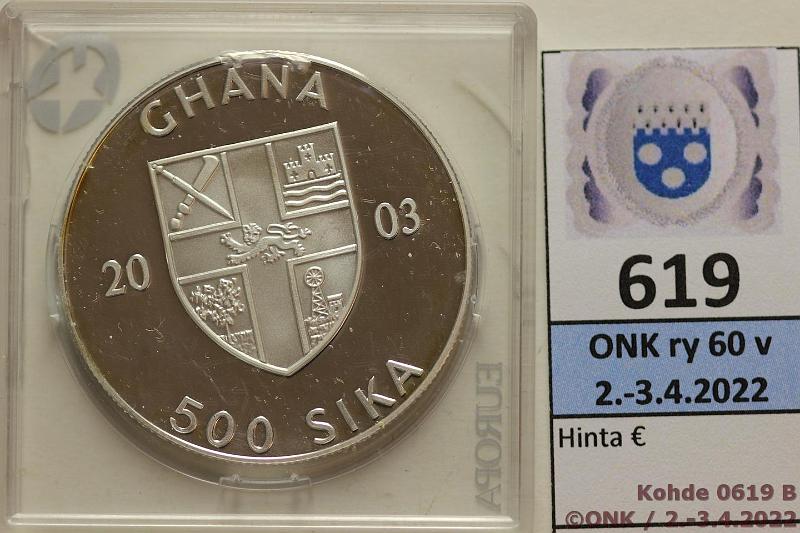 GHANA
20 03
500 SIKA
EUROPA
619
ONK ry 60 v
2.-3.4.2022
Hinta €
Kohde 0619 B
©ONK / 2.-3.4.2022